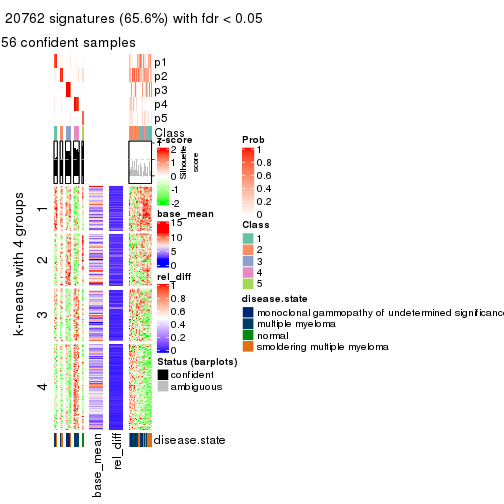 20762 signatures (65.6%) with fdr < 0.05
56 confident samples
p1
p2
p3
p4
p5
Class
Silhouette
score
k-means with 4 groups
1
2
3
4
base_mean
rel_diff
disease.state
z-score
2
1
0
-1
-2
base_mean
15
10
5
0
rel_diff
1
0.8
0.6
0.4
0.2
0
Status (barplots)
confident
ambiguous
Prob
1
0.8
0.6
0.4
0.2
0
Class
1
2
3
4
5
disease.state
monoclonal gammopathy of undetermined significance
multiple myeloma
normal
smoldering multiple myeloma